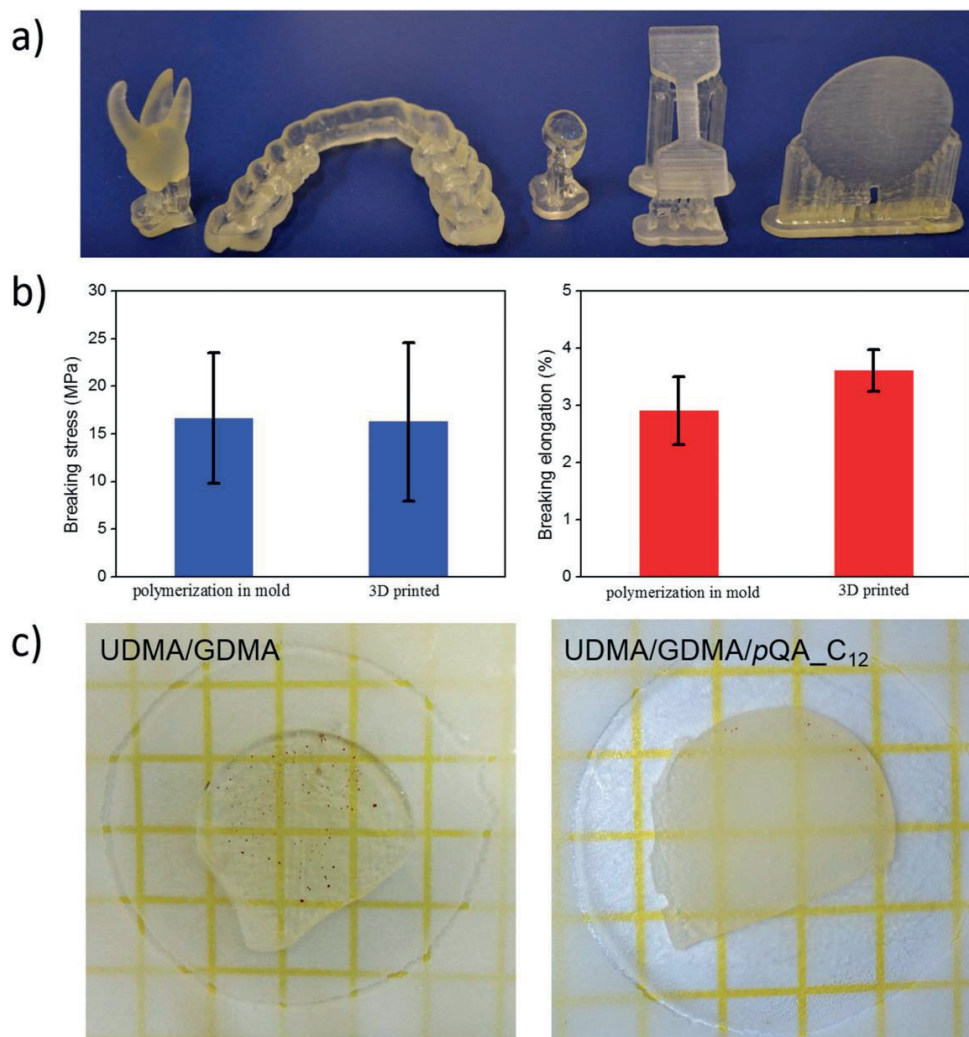 a)
b)
30
25
20
15
10
5
0
Breaking stress (MPa)
polymerization in mold
3D printed
5
4
3
2
1
0
Breaking elongation (%)
polymerization in mold
3D printed
c)
UDMA/GDMA
UDMA/GDMA/pQA_C₁₂